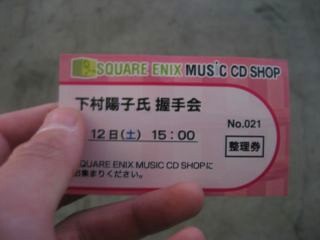 SQUARE ENIX MUSIC CD SHOP
下村陽子氏 握手会
12日(土) 15:00
No.021
整理券
SQUARE ENIX MUSIC CD SHOPに
お集まりください。